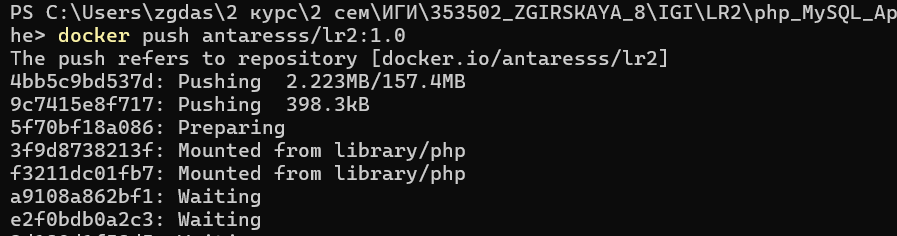 PS C:\Users\zgdas\2 курс\2 сем\ИГИ\353502_ZGIRSKAYA_8\IGI\LR2\php_MySQL_Ap
he> docker push antaresss/lr2:1.0
The push refers to repository [docker.io/antaresss/lr2]
4bb5c9bd537d: Pushing  2.223MB/157.4MB
9c7415e8f717: Pushing  398.3kB
5f70bf18a086: Preparing
3f9d8738213f: Mounted from library/php
f3211dc01fb7: Mounted from library/php
a9108a862bf1: Waiting
e2f0bdb0a2c3: Waiting